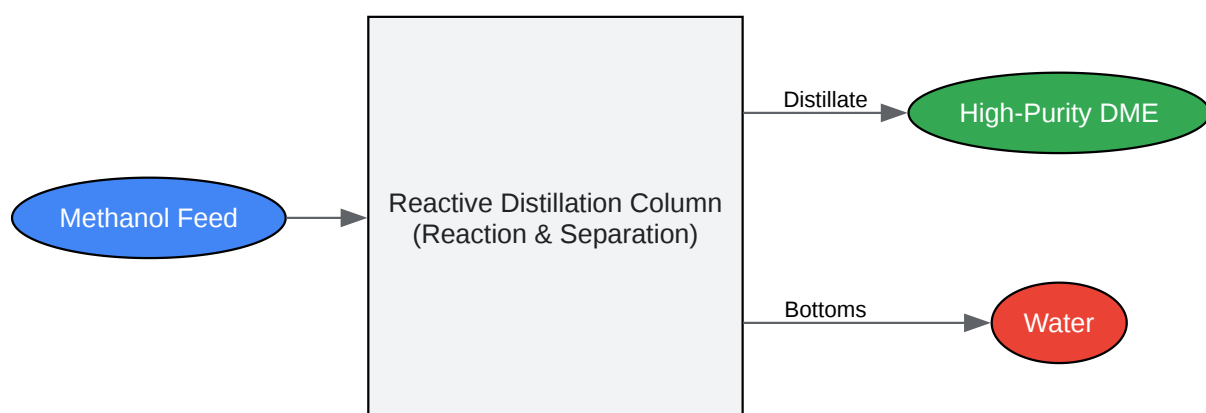 Methanol Feed
Reactive Distillation Column
(Reaction & Separation)
Distillate
High-Purity DME
Bottoms
Water